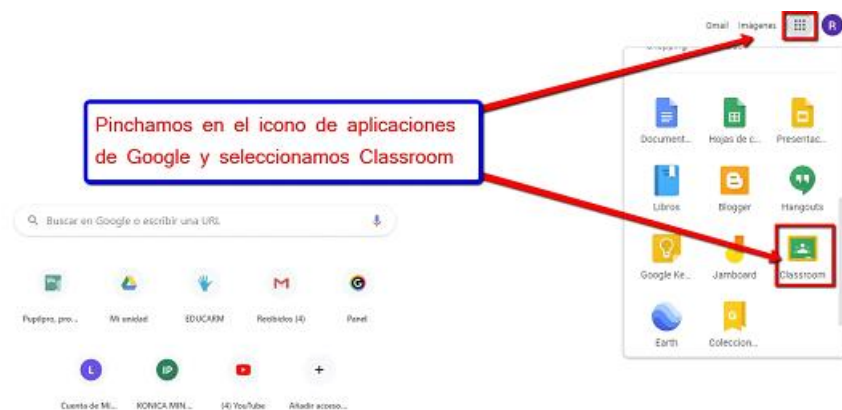 Gmail Imágenes R
Pinchamos en el icono de aplicaciones
de Google y seleccionamos Classroom
Document... Hojas de c... Presentac...
Libros Blogger Hangouts
Google Ke... Jamboard Classroom
Earth Coleccion...
Buscar en Google o escribir una URL
Pupilpro, pro... Mi unidad EDUCARM Recibidos (4) Panel
L IP
Cuenta de Mi... KONICA MIN... (4) YouTube Añadir acceso...